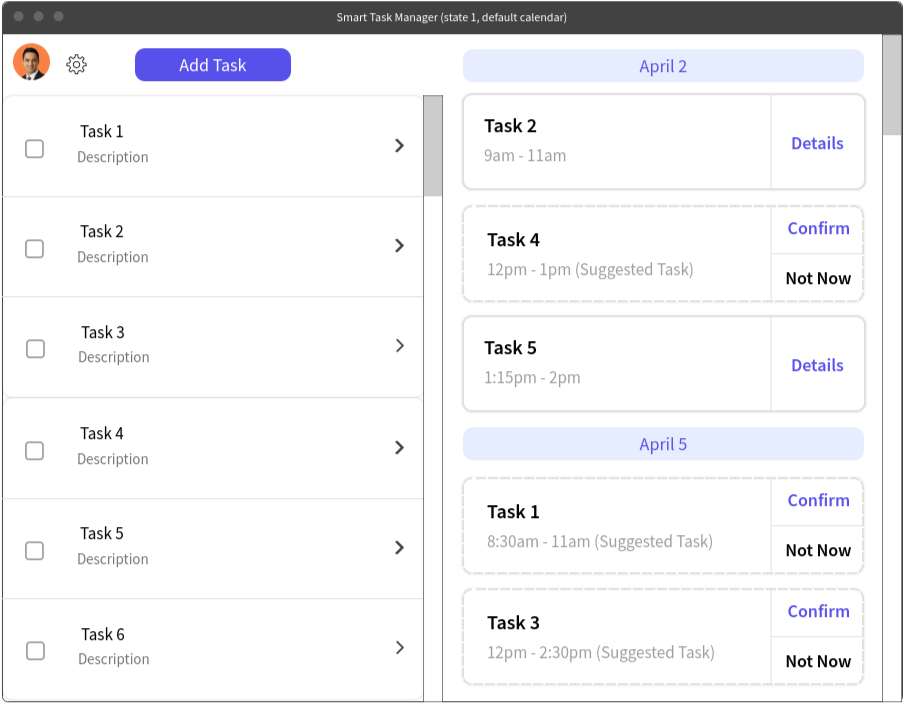 Smart Task Manager (state 1, default calendar)
Add Task
Task 1
Description
Task 2
Description
Task 3
Description
Task 4
Description
Task 5
Description
Task 6
Description
April 2
Task 2
9am - 11am
Details
Task 4
12pm - 1pm (Suggested Task)
Confirm
Not Now
Task 5
1:15pm - 2pm
Details
April 5
Task 1
8:30am - 11am (Suggested Task)
Confirm
Not Now
Task 3
12pm - 2:30pm (Suggested Task)
Confirm
Not Now